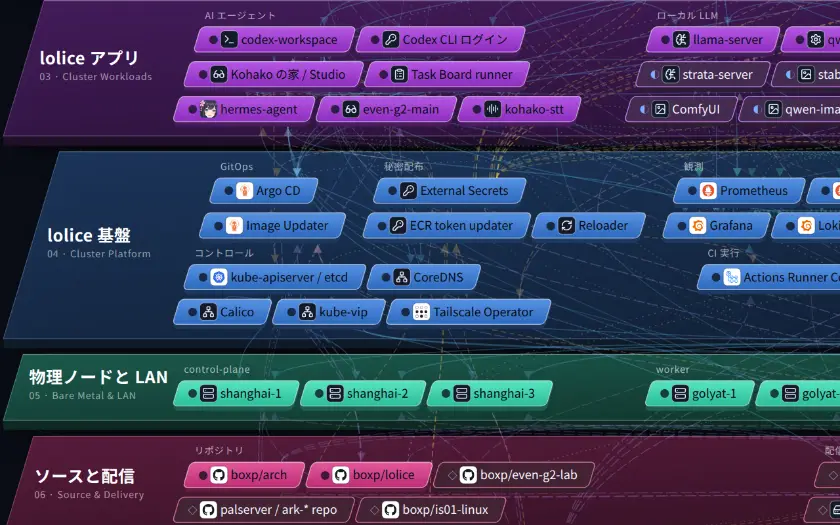 AI エージェント
ローカル LLM
codex-workspace
Codex CLI ログイン
llama-server
lolice アプリ
03 · Cluster Workloads
Kohako の家 / Studio
Task Board runner
strata-server
hermes-agent
even-g2-main
kohako-stt
ComfyUI
GitOps
秘密配布
観測
Argo CD
External Secrets
Prometheus
Image Updater
ECR token updater
Reloader
Grafana
lolice 基盤
04 · Cluster Platform
コントロール
CI 実行
kube-apiserver / etcd
CoreDNS
Actions Runner
Calico
kube-vip
Tailscale Operator
control-plane
worker
物理ノードと LAN
05 · Bare Metal & LAN
shanghai-1
shanghai-2
shanghai-3
golyat-1
リポジトリ
ソースと配信
06 · Source & Delivery
boxp/arch
boxp/lolice
boxp/even-g2-lab
palserver / ark-* repo
boxp/is01-linux